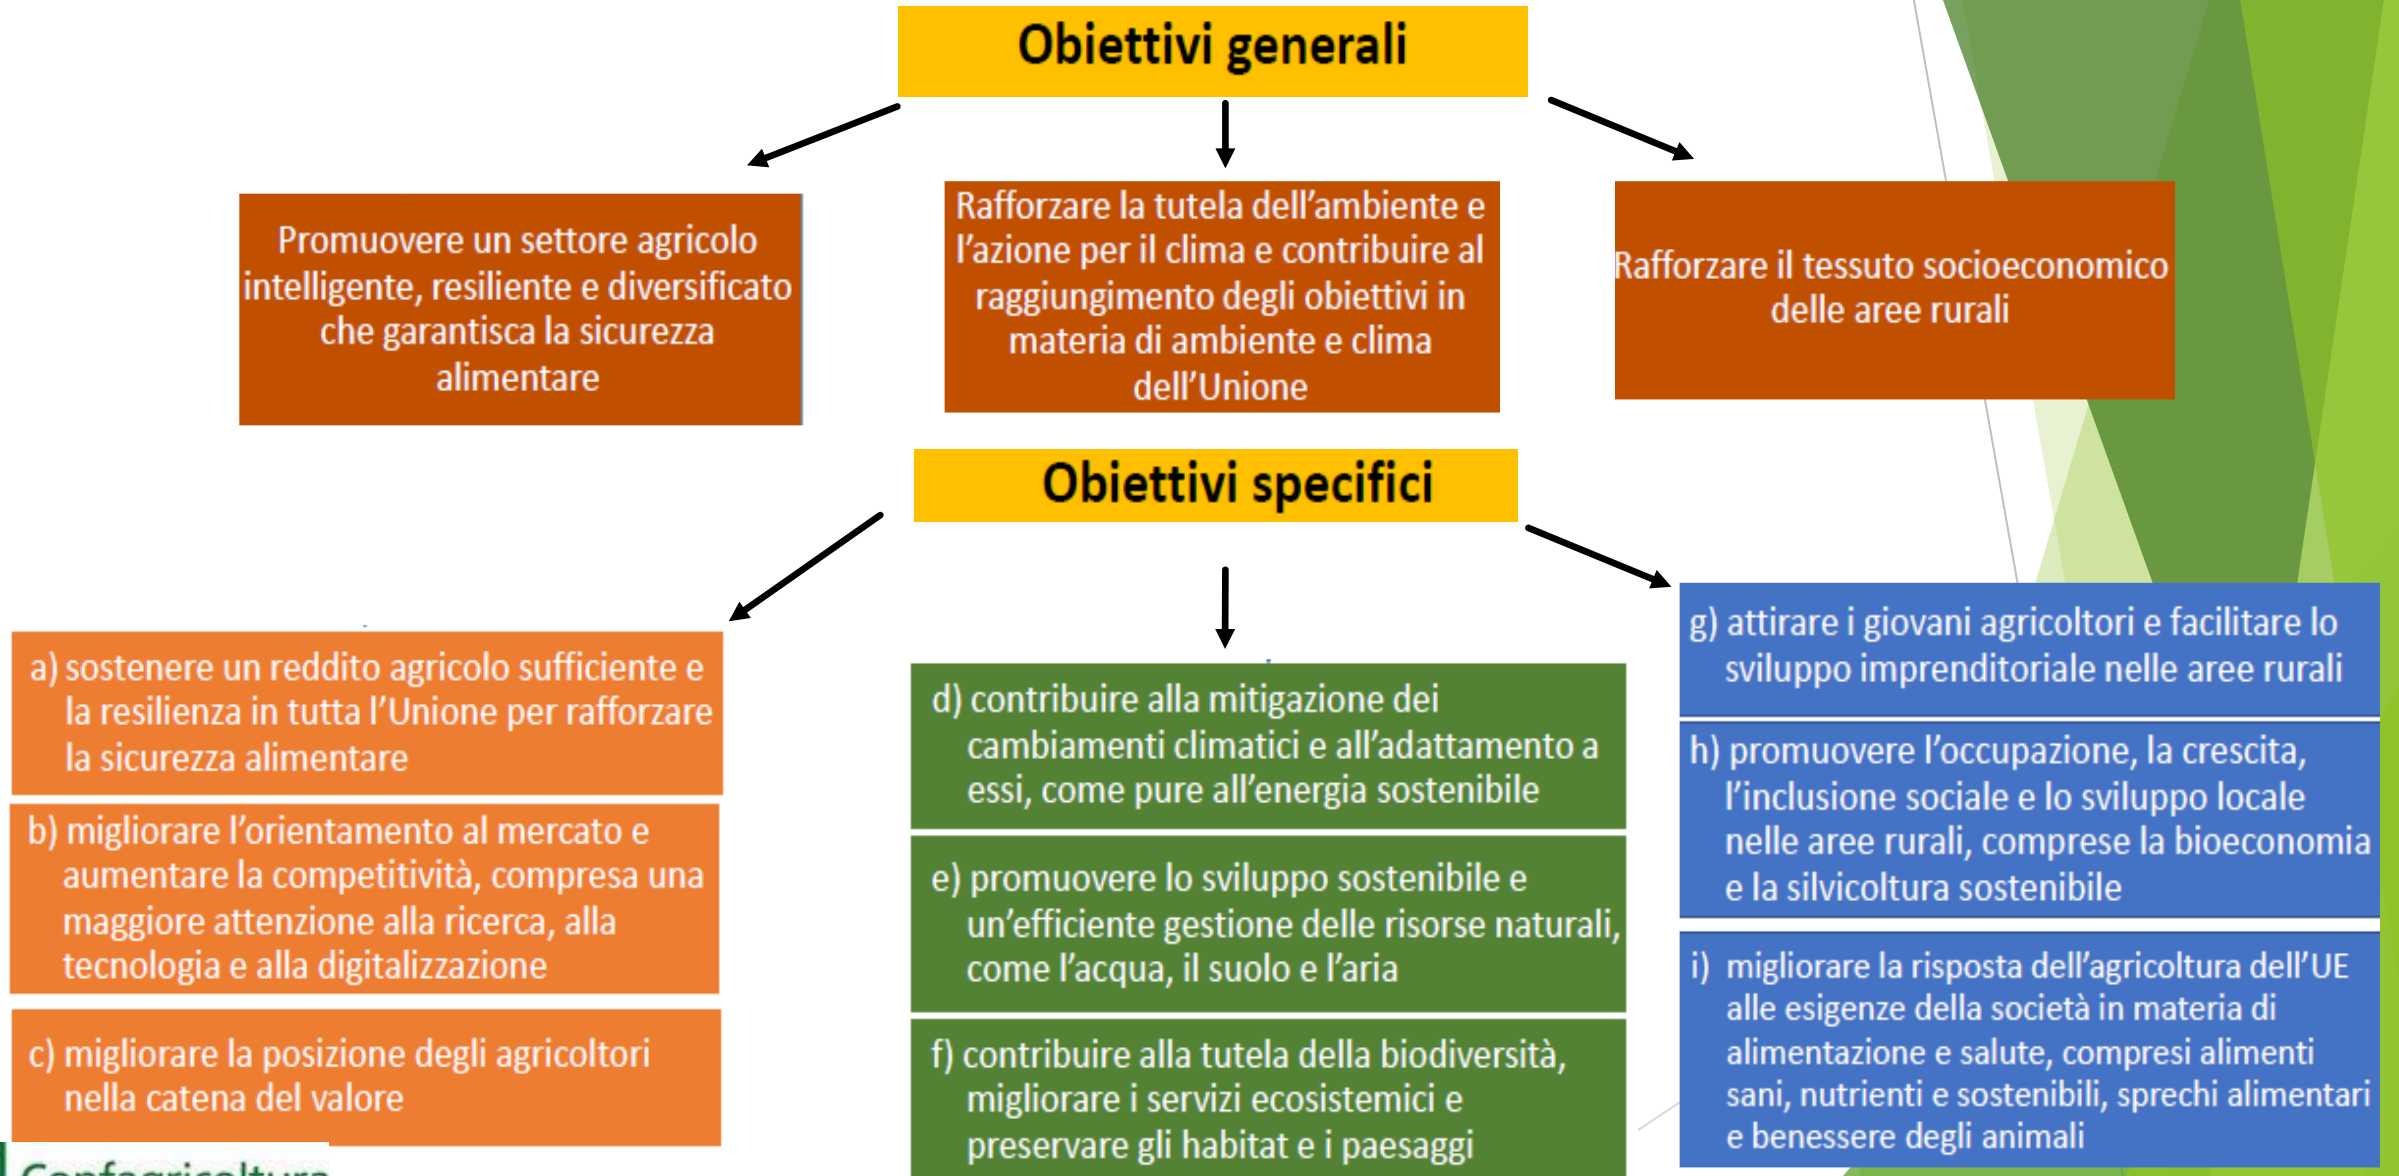 Obiettivi generali
Promuovere un settore agricolo
intelligente, resiliente e diversificato
che garantisca la sicurezza
alimentare
Rafforzare la tutela dell’ambiente e
l’azione per il clima e contribuire al
raggiungimento degli obiettivi in
materia di ambiente e clima
dell’Unione
Rafforzare il tessuto socioeconomico
delle aree rurali
Obiettivi specifici
a) sostenere un reddito agricolo sufficiente e
la resilienza in tutta l’Unione per rafforzare
la sicurezza alimentare
b) migliorare l’orientamento al mercato e
aumentare la competitività, compresa una
maggiore attenzione alla ricerca, alla
tecnologia e alla digitalizzazione
c) migliorare la posizione degli agricoltori
nella catena del valore
d) contribuire alla mitigazione dei
cambiamenti climatici e all’adattamento a
essi, come pure all’energia sostenibile
e) promuovere lo sviluppo sostenibile e
un’efficiente gestione delle risorse naturali,
come l’acqua, il suolo e l’aria
f) contribuire alla tutela della biodiversità,
migliorare i servizi ecosistemici e
preservare gli habitat e i paesaggi
g) attirare i giovani agricoltori e facilitare lo
sviluppo imprenditoriale nelle aree rurali
h) promuovere l’occupazione, la crescita,
l’inclusione sociale e lo sviluppo locale
nelle aree rurali, comprese la bioeconomia
e la silvicoltura sostenibile
i) migliorare la risposta dell’agricoltura dell’UE
alle esigenze della società in materia di
alimentazione e salute, compresi alimenti
sani, nutrienti e sostenibili, sprechi alimentari
e benessere degli animali
Confagricoltura